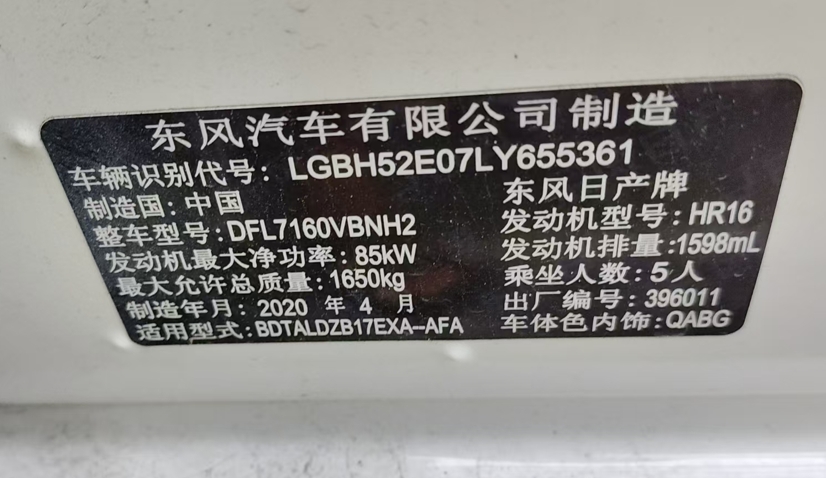 东风汽车有限公司制造
车辆识别代号: LGBH52E07LY655361
制造国: 中国 东风日产牌
整车型号: DFL7160VBNH2 发动机型号: HR16
发动机最大净功率: 85kW 发动机排量: 1598mL
最大允许总质量: 1650kg 乘坐人数: 5人
制造年月: 2020 年 4 月 出厂编号: 396011
适用型式: BDTALDZB17EXA--AFA 车体色内饰: QABG